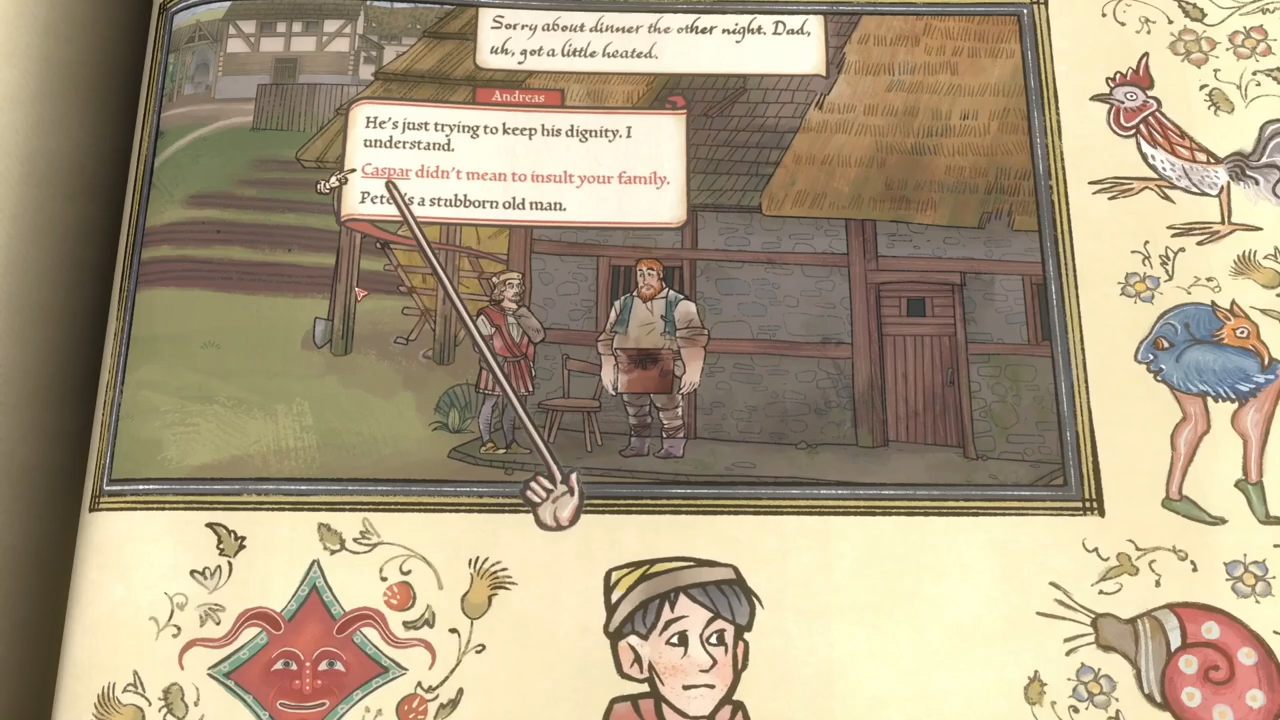 Sorry about dinner the other night. Dad,
uh, got a little heated.
Andreas
He's just trying to keep his dignity. I
understand.
Caspar didn't mean to insult your family.
a stubborn old man.